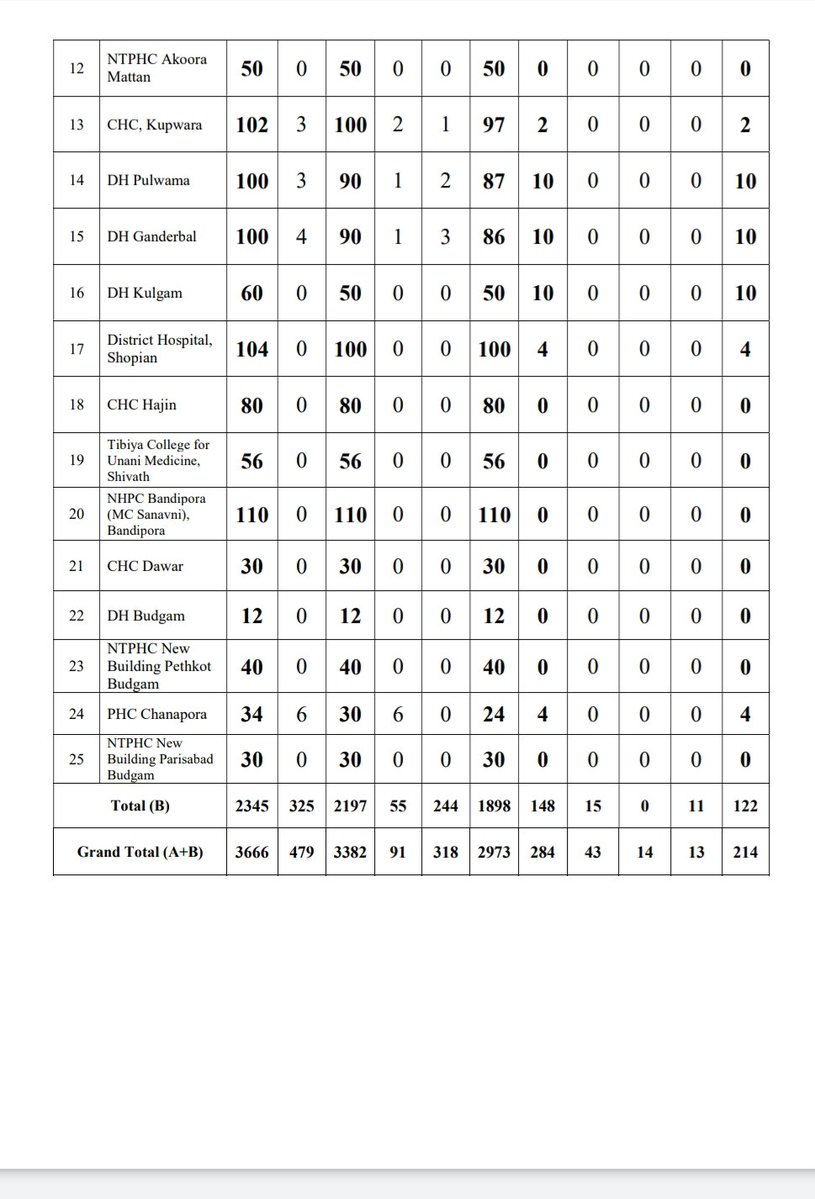 12 NTPHC Akoora Mattan 50 0 50 0 0 50 0 0 0 0 0
13 CHC, Kupwara 102 3 100 2 1 97 2 0 0 0 2
14 DH Pulwama 100 3 90 1 2 87 10 0 0 0 10
15 DH Ganderbal 100 4 90 1 3 86 10 0 0 0 10
16 DH Kulgam 60 0 50 0 0 50 10 0 0 0 10
17 District Hospital, Shopian 104 0 100 0 0 100 4 0 0 0 4
18 CHC Hajin 80 0 80 0 0 80 0 0 0 0 0
19 Tibiya College for Unani Medicine, Shivath 56 0 56 0 0 56 0 0 0 0 0
20 NHPC Bandipora (MC Sanavni), Bandipora 110 0 110 0 0 110 0 0 0 0 0
21 CHC Dawar 30 0 30 0 0 30 0 0 0 0 0
22 DH Budgam 12 0 12 0 0 12 0 0 0 0 0
23 NTPHC New Building Pethkot Budgam 40 0 40 0 0 40 0 0 0 0 0
24 PHC Chanapora 34 6 30 6 0 24 4 0 0 0 4
25 NTPHC New Building Parisabad Budgam 30 0 30 0 0 30 0 0 0 0 0
Total (B) 2345 325 2197 55 244 1898 148 15 0 11 122
Grand Total (A+B) 3666 479 3382 91 318 2973 284 43 14 13 214